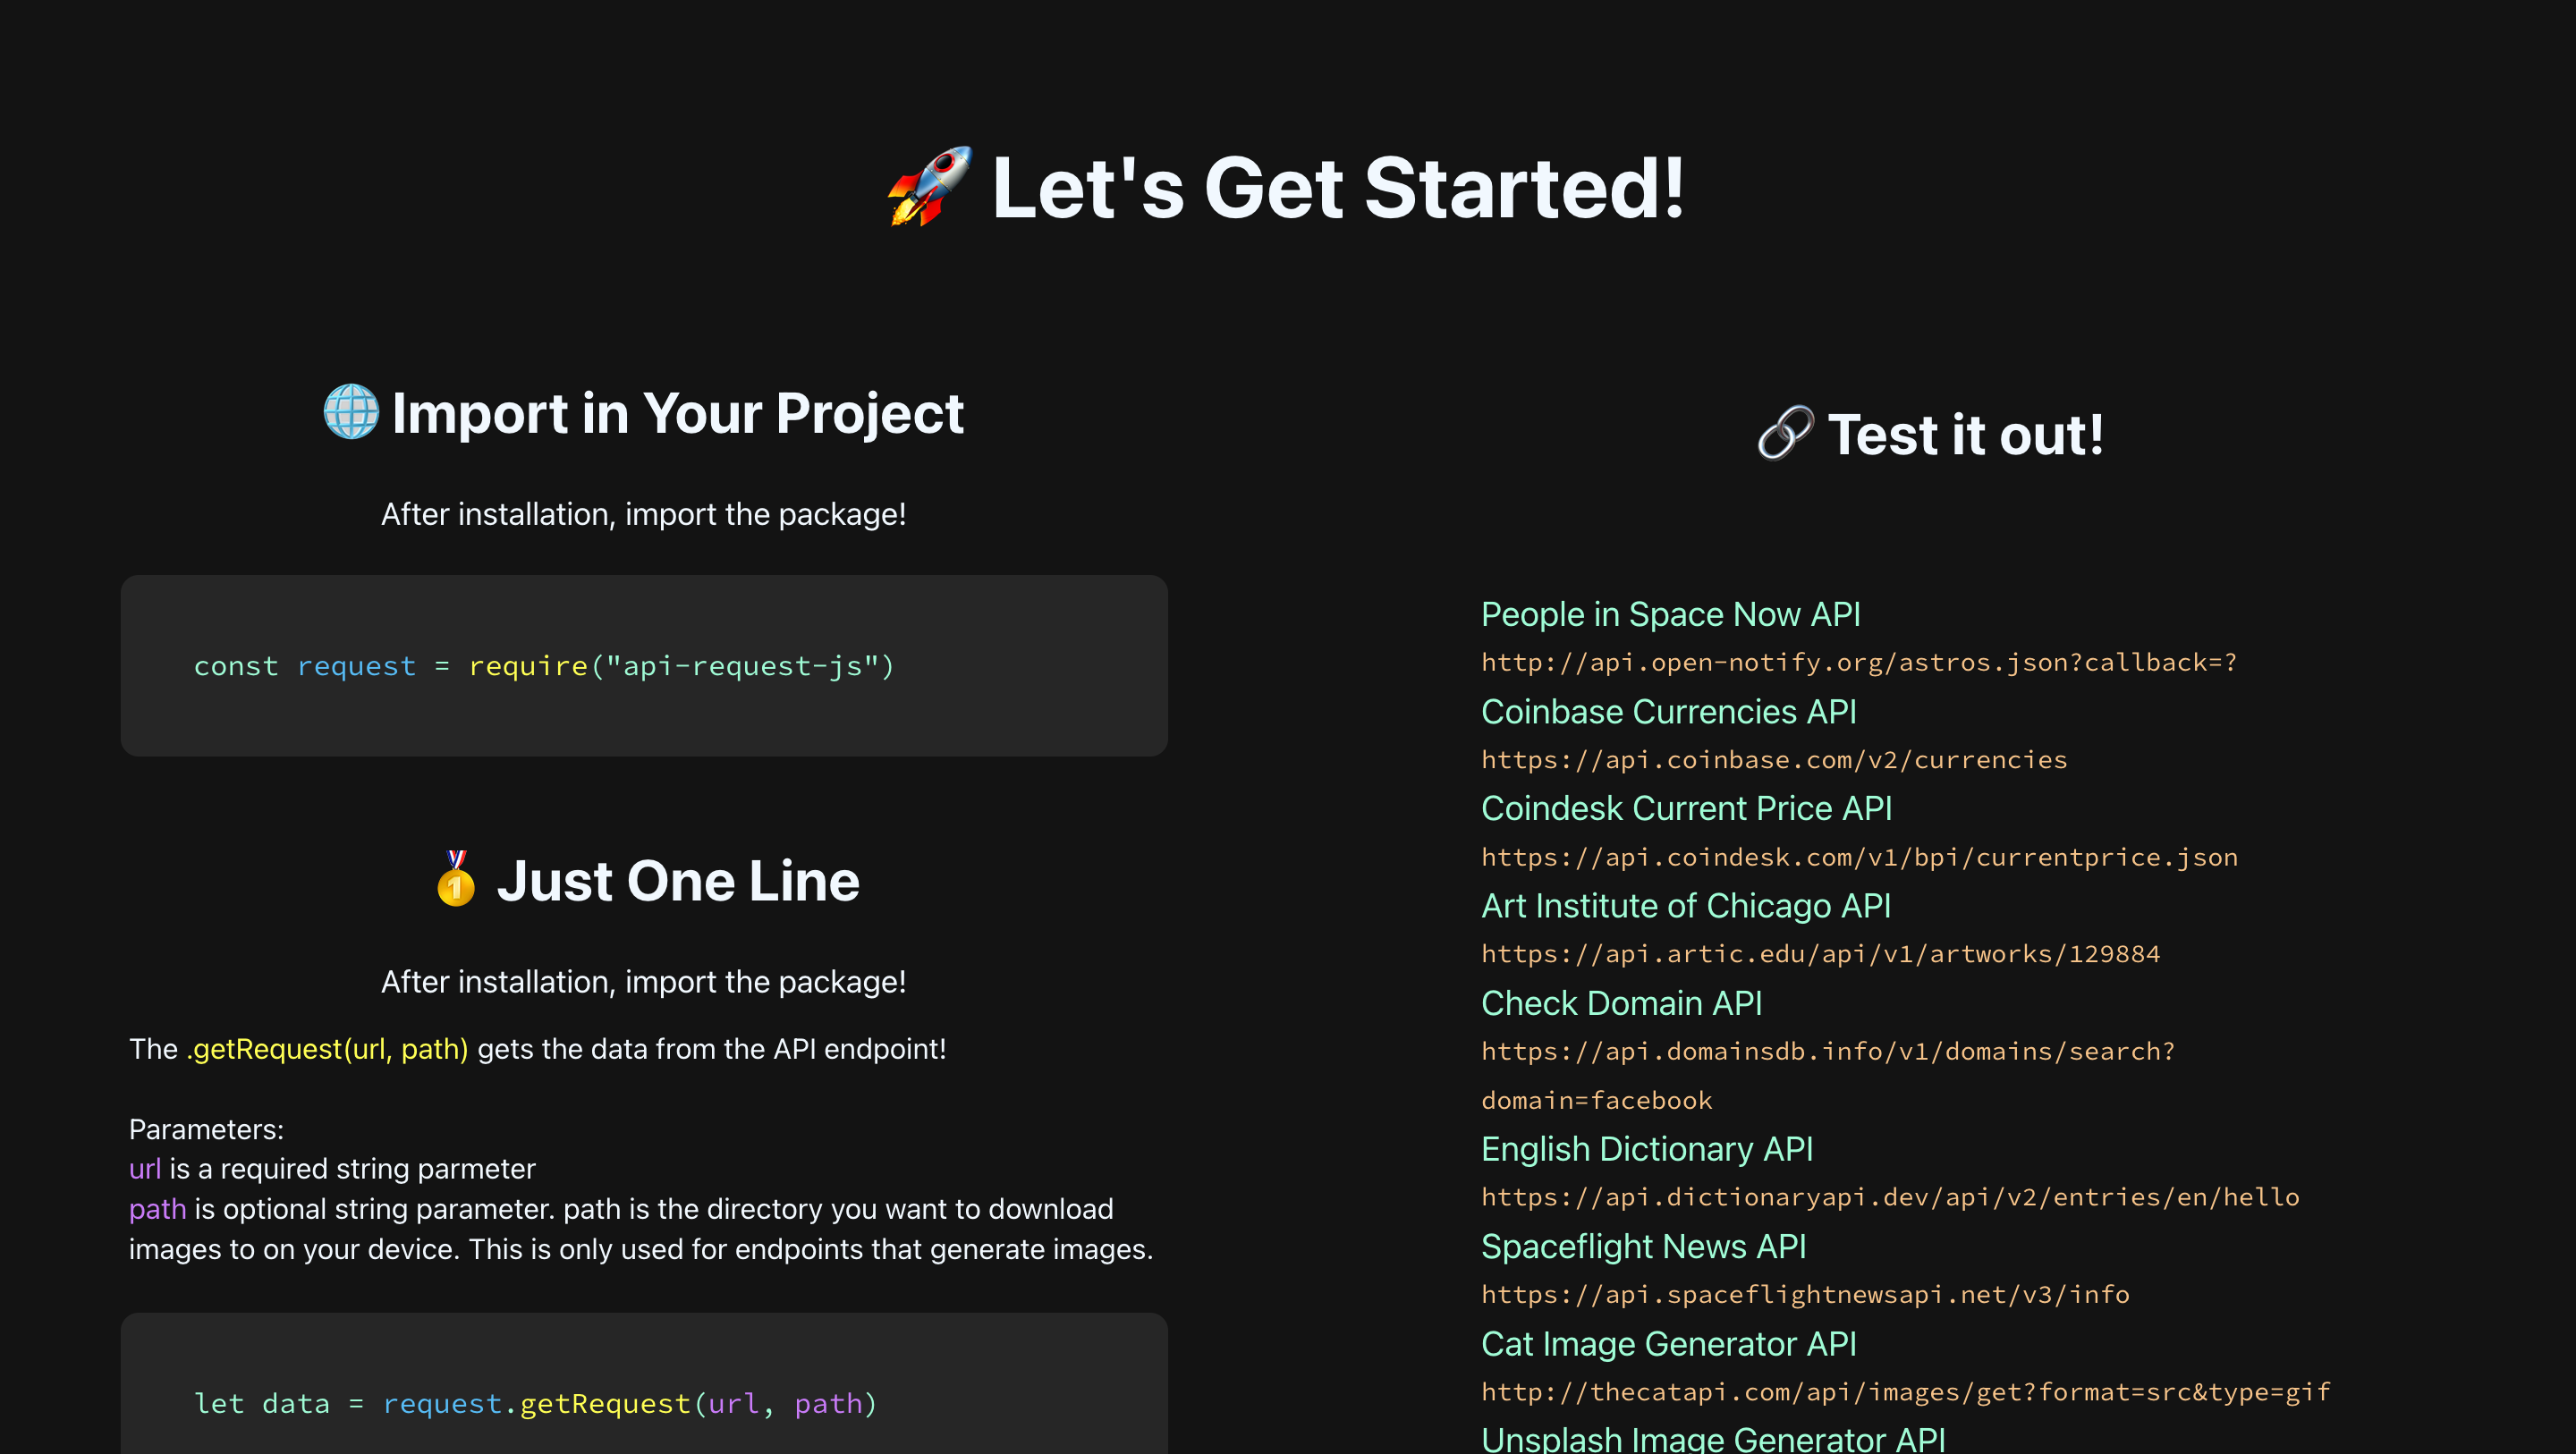 🚀 Let's Get Started!
🌐 Import in Your Project
After installation, import the package!
const request = require("api-request-js")
🏅 Just One Line
After installation, import the package!
The .getRequest(url, path) gets the data from the API endpoint!
Parameters:
url is a required string parmeter
path is optional string parameter. path is the directory you want to download
images to on your device. This is only used for endpoints that generate images.
let data = request.getRequest(url, path)
🔗 Test it out!
People in Space Now API
http://api.open-notify.org/astros.json?callback=?
Coinbase Currencies API
https://api.coinbase.com/v2/currencies
Coindesk Current Price API
https://api.coindesk.com/v1/bpi/currentprice.json
Art Institute of Chicago API
https://api.artic.edu/api/v1/artworks/129884
Check Domain API
https://api.domainsdb.info/v1/domains/search?
domain=facebook
English Dictionary API
https://api.dictionaryapi.dev/api/v2/entries/en/hello
Spaceflight News API
https://api.spaceflightnewsapi.net/v3/info
Cat Image Generator API
http://thecatapi.com/api/images/get?format=src&type=gif
Unsplash Image Generator API